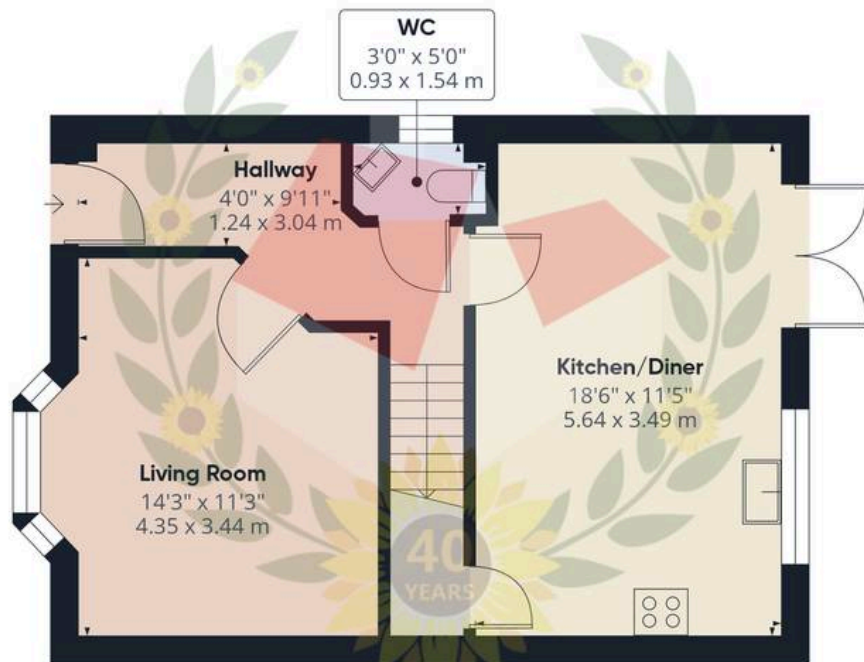 WC
3'0" x 5'0"
0.93 x 1.54 m
Hallway
4'0" x 9'11"
1.24 x 3.04 m
Kitchen/Diner
18'6" x 11'5"
5.64 x 3.49 m
Living Room
14'3" x 11'3"
4.35 x 3.44 m
40
YEARS